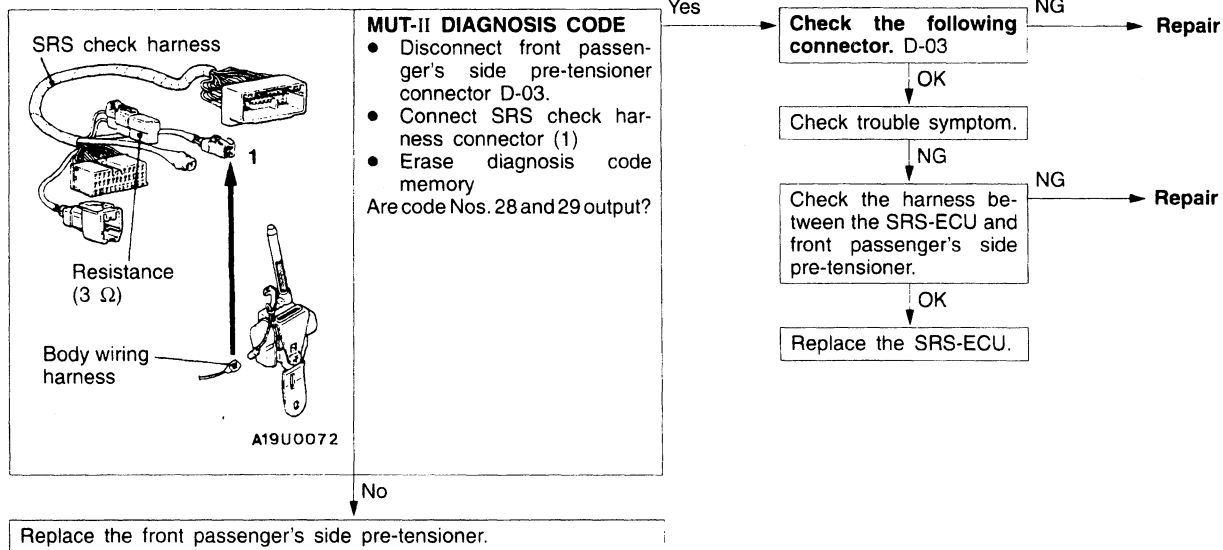 SRS check harness
1
Resistance
(3 Ω)
Body wiring
harness
A19U0072
MUT-II DIAGNOSIS CODE
● Disconnect front passen-
ger's side pre-tensioner
connector D-03.
● Connect SRS check har-
ness connector (1)
● Erase diagnosis code
memory
Are code Nos. 28 and 29 output?
Yes
Check the following
connector. D-03
NG
Repair
OK
Check trouble symptom.
NG
Check the harness be-
tween the SRS-ECU and
front passenger's side
pre-tensioner.
NG
Repair
OK
Replace the SRS-ECU.
No
Replace the front passenger's side pre-tensioner.